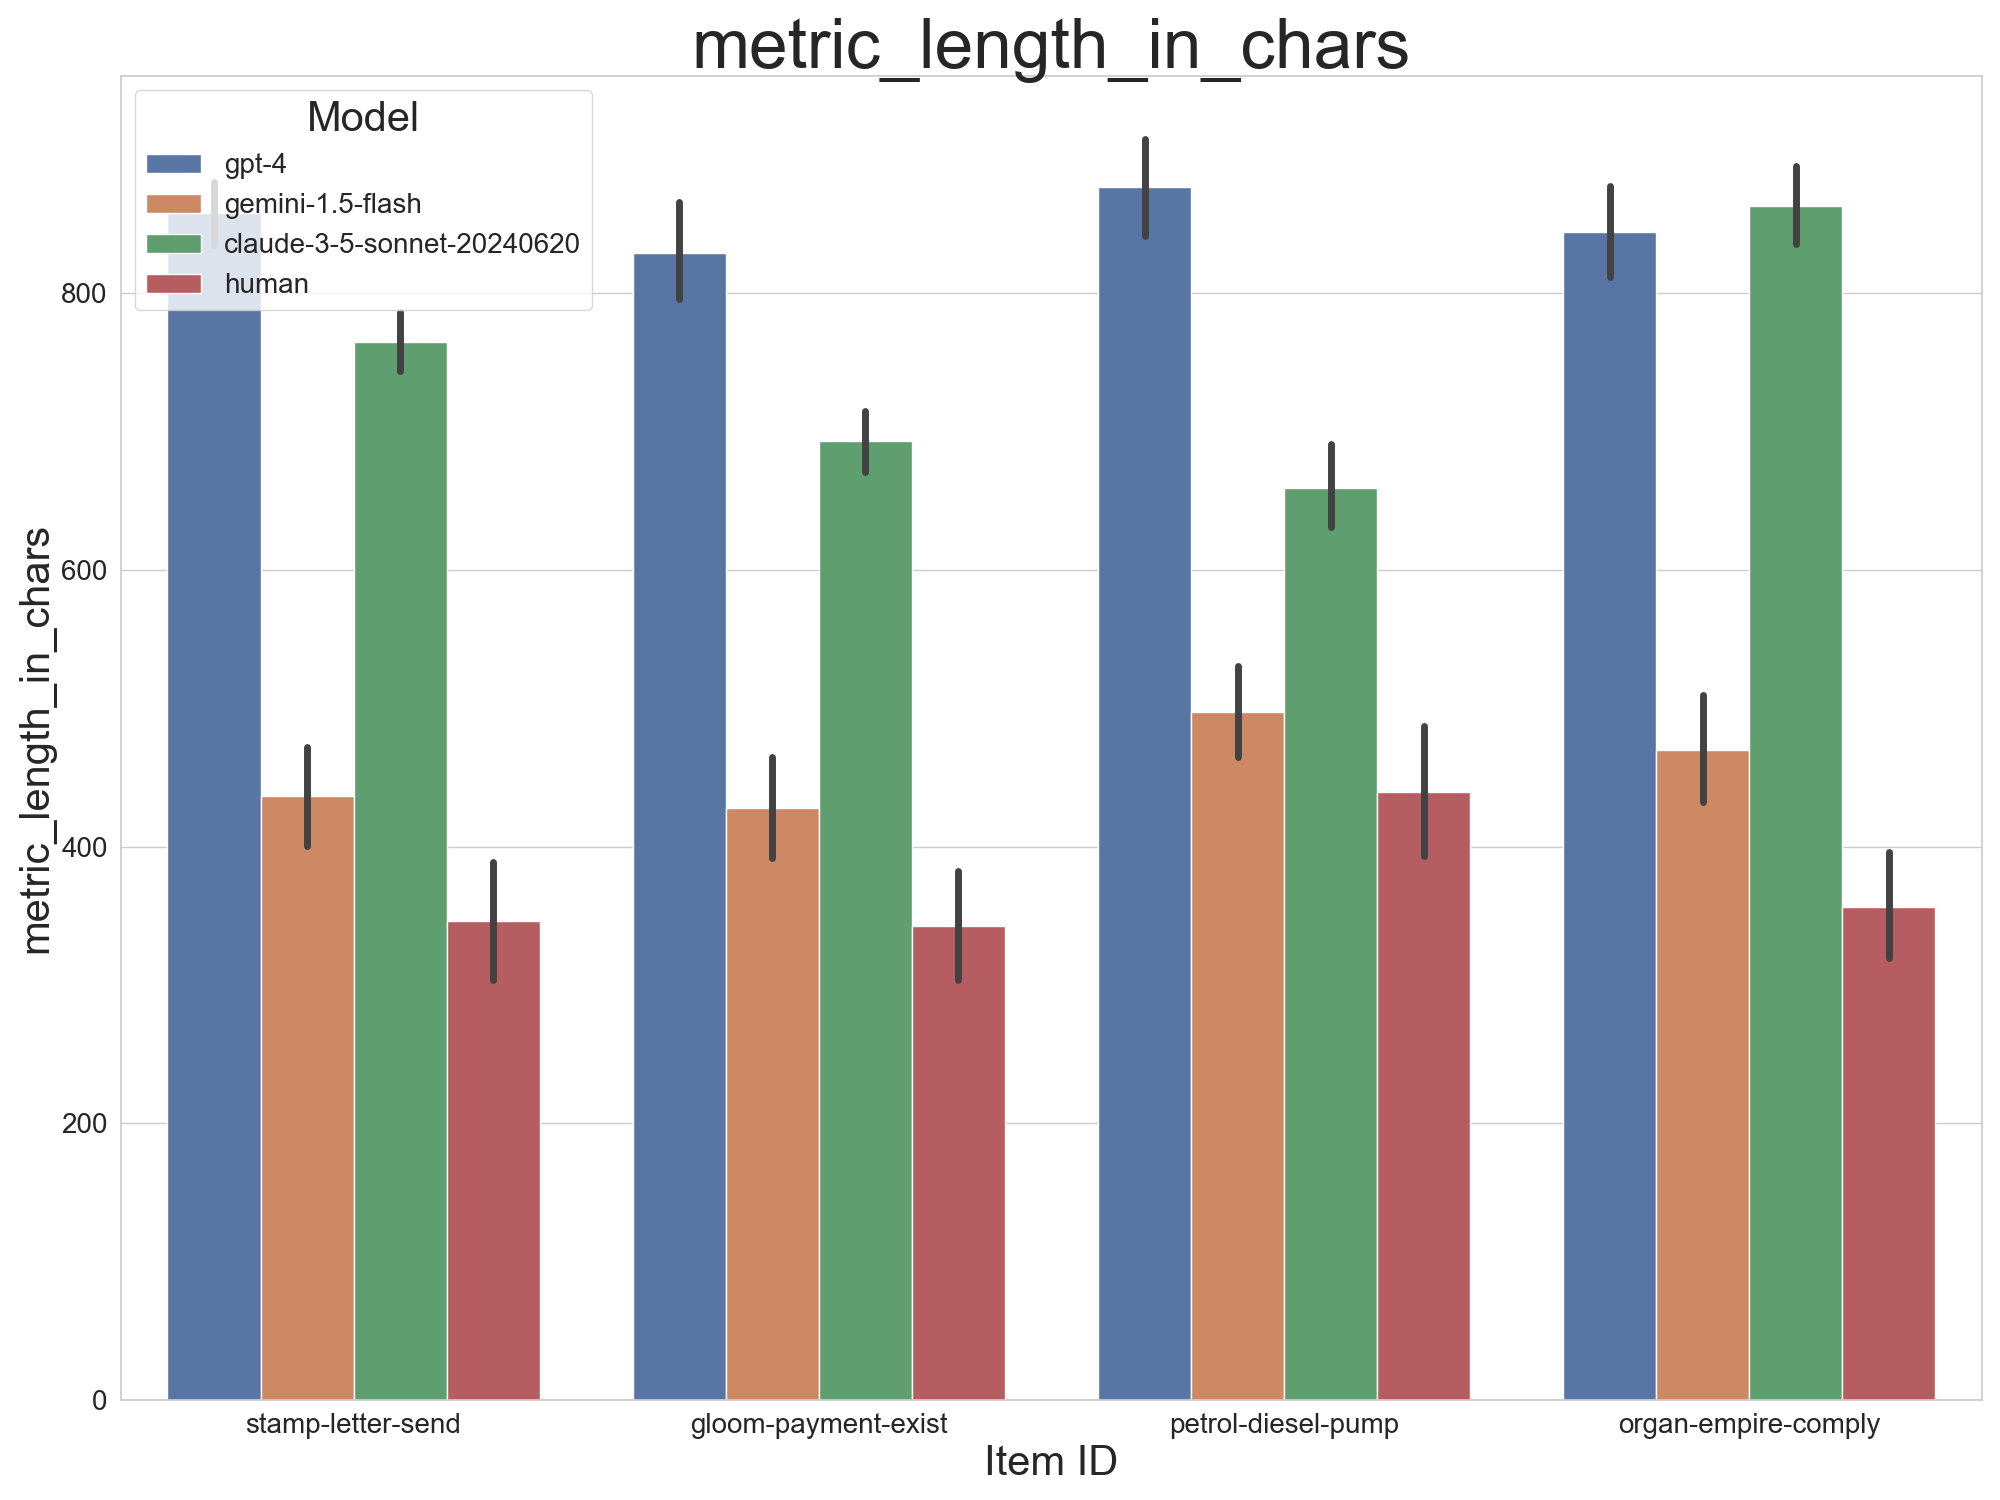 metric_length_in_chars
Model
gpt-4
gemini-1.5-flash
claude-3-5-sonnet-20240620
human
metric_length_in_chars
800
600
400
200
0
stamp-letter-send
gloom-payment-exist
petrol-diesel-pump
organ-empire-comply
Item ID